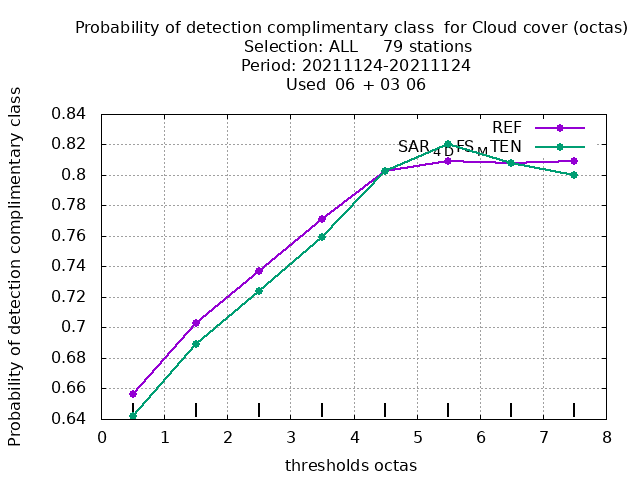 Probability of detection complimentary class  for Cloud cover (octas)
Selection: ALL     79 stations
Period: 20211124-20211124
Used  06 + 03 06
Probability of detection complimentary class
0.84
0.82
0.8
0.78
0.76
0.74
0.72
0.7
0.68
0.66
0.64
REF
SAR4DFSMTEN
0 1 2 3 4 5 6 7 8
thresholds octas